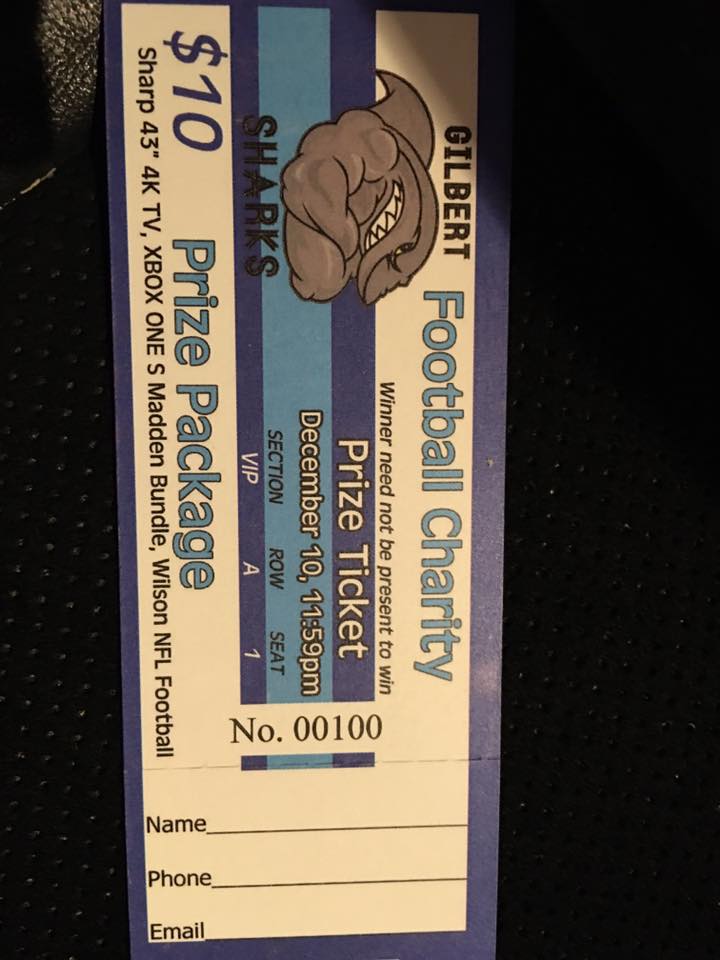 GILBERT
SHARKS
Football Charity
Winner need not be present to win
Prize Ticket
December 10, 11:59pm
SECTION ROW SEAT
VIP A 1
No. 00100
$10 Prize Package
Sharp 43" 4K TV, XBOX ONE S Madden Bundle, Wilson NFL Football
Name
Phone
Email